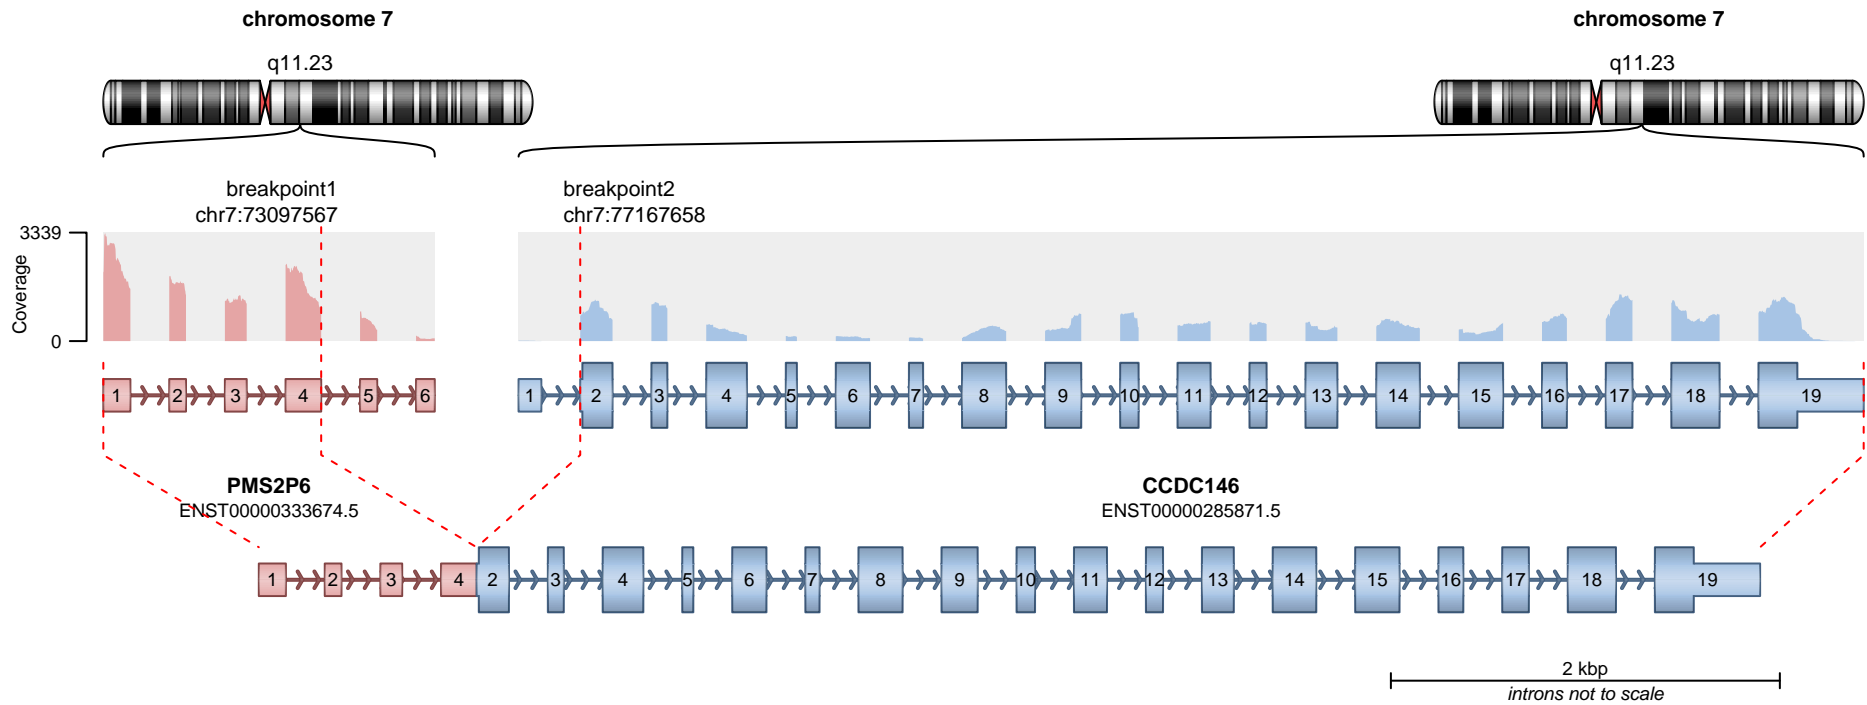 chromosome 7
chromosome 7
q11.23
q11.23
breakpoint1
chr7:73097567
breakpoint2
chr7:77167658
3339
Coverage
0
1 2 3 4 5 6
1 2 3 4 5 6 7 8 9 10 11 12 13 14 15 16 17 18 19
PMS2P6
ENST00000333674.5
CCDC146
ENST00000285871.5
1 2 3 4 2 3 4 5 6 7 8 9 10 11 12 13 14 15 16 17 18 19
2 kbp
introns not to scale